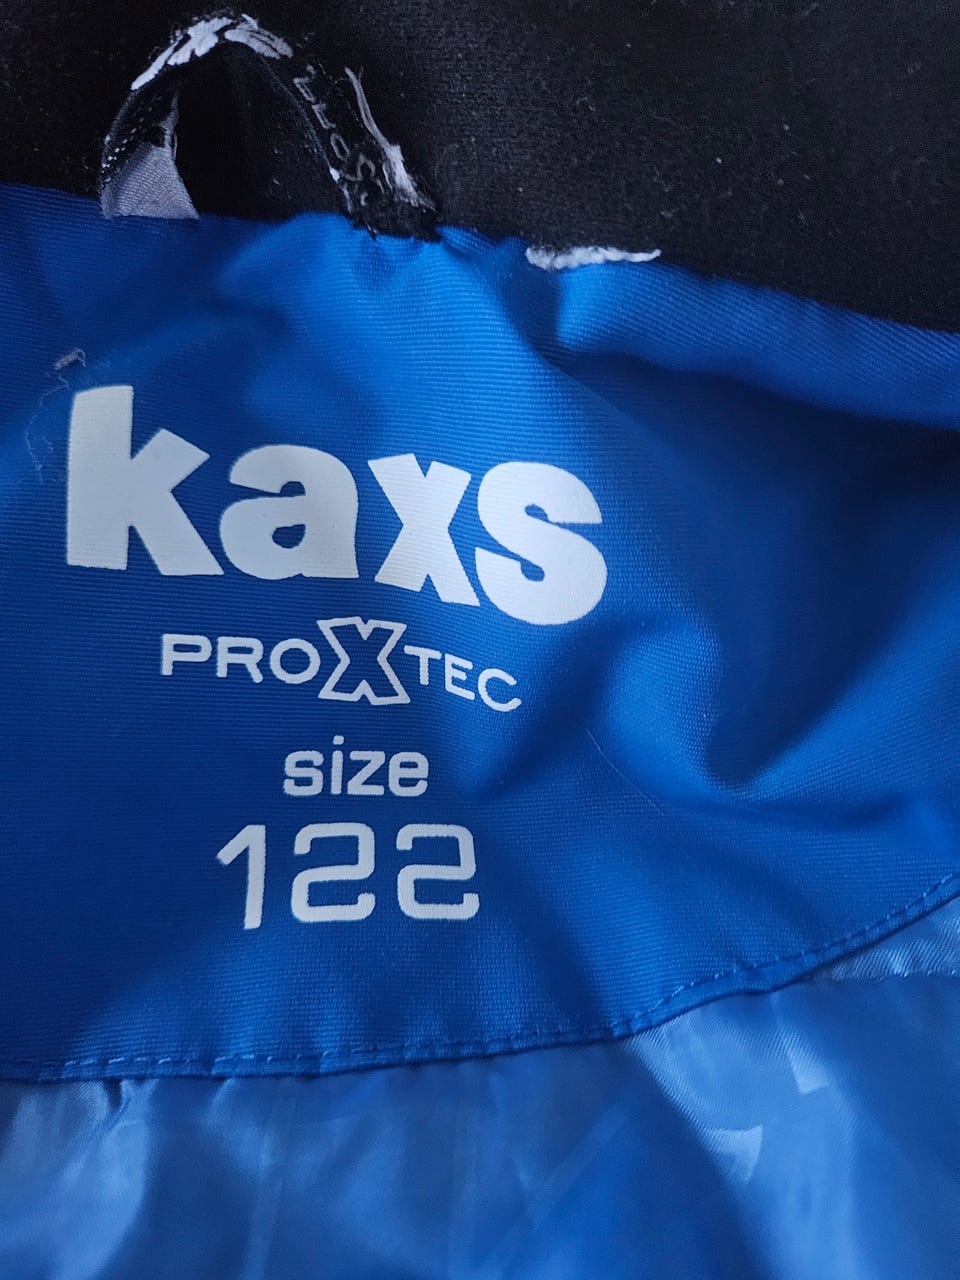 kaxs
PROXTEC
size
122